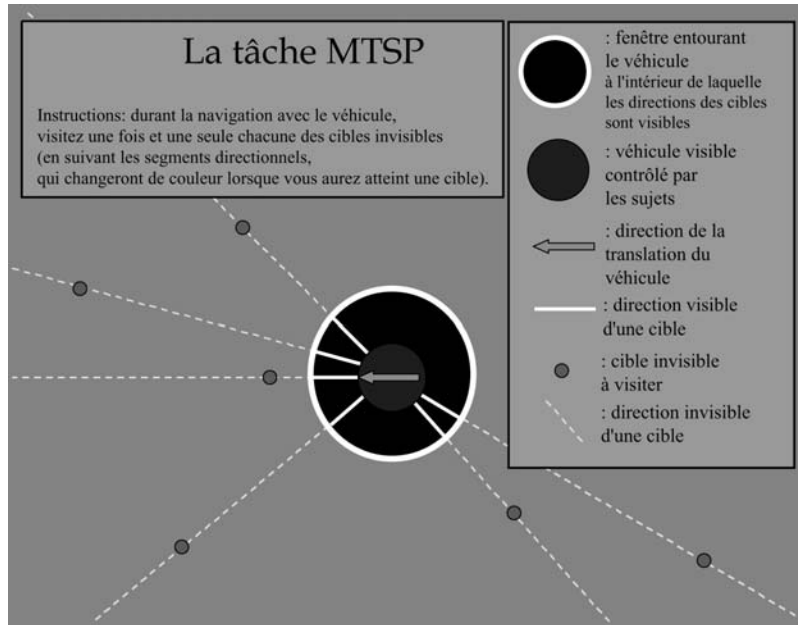 La tâche MTSP
Instructions: durant la navigation avec le véhicule,
visitez une fois et une seule chacune des cibles invisibles
(en suivant les segments directionnels,
qui changeront de couleur lorsque vous aurez atteint une cible).
: fenêtre entourant
le véhicule
à l'intérieur de laquelle
les directions des cibles
sont visibles
: véhicule visible
contrôlé par
les sujets
: direction de la
translation du
véhicule
: direction visible
d'une cible
: cible invisible
à visiter
: direction invisible
d'une cible